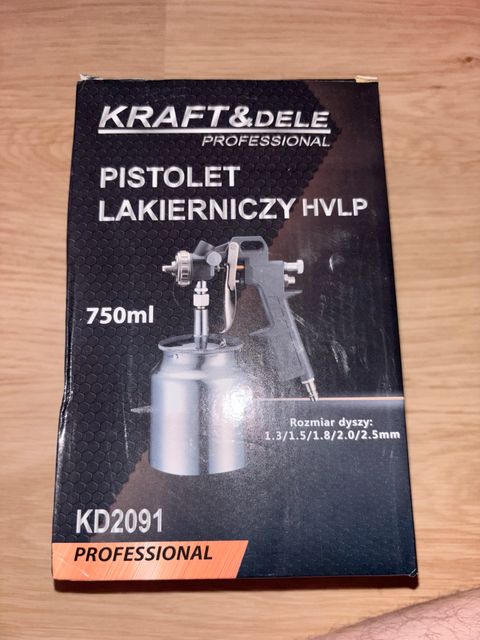 KRAFT&DELE
PROFESSIONAL
PISTOLET
LAKIERNICZY HVLP
750ml
Rozmiar dyszy:
1.3/1.5/1.8/2.0/2.5mm
KD2091
PROFESSIONAL